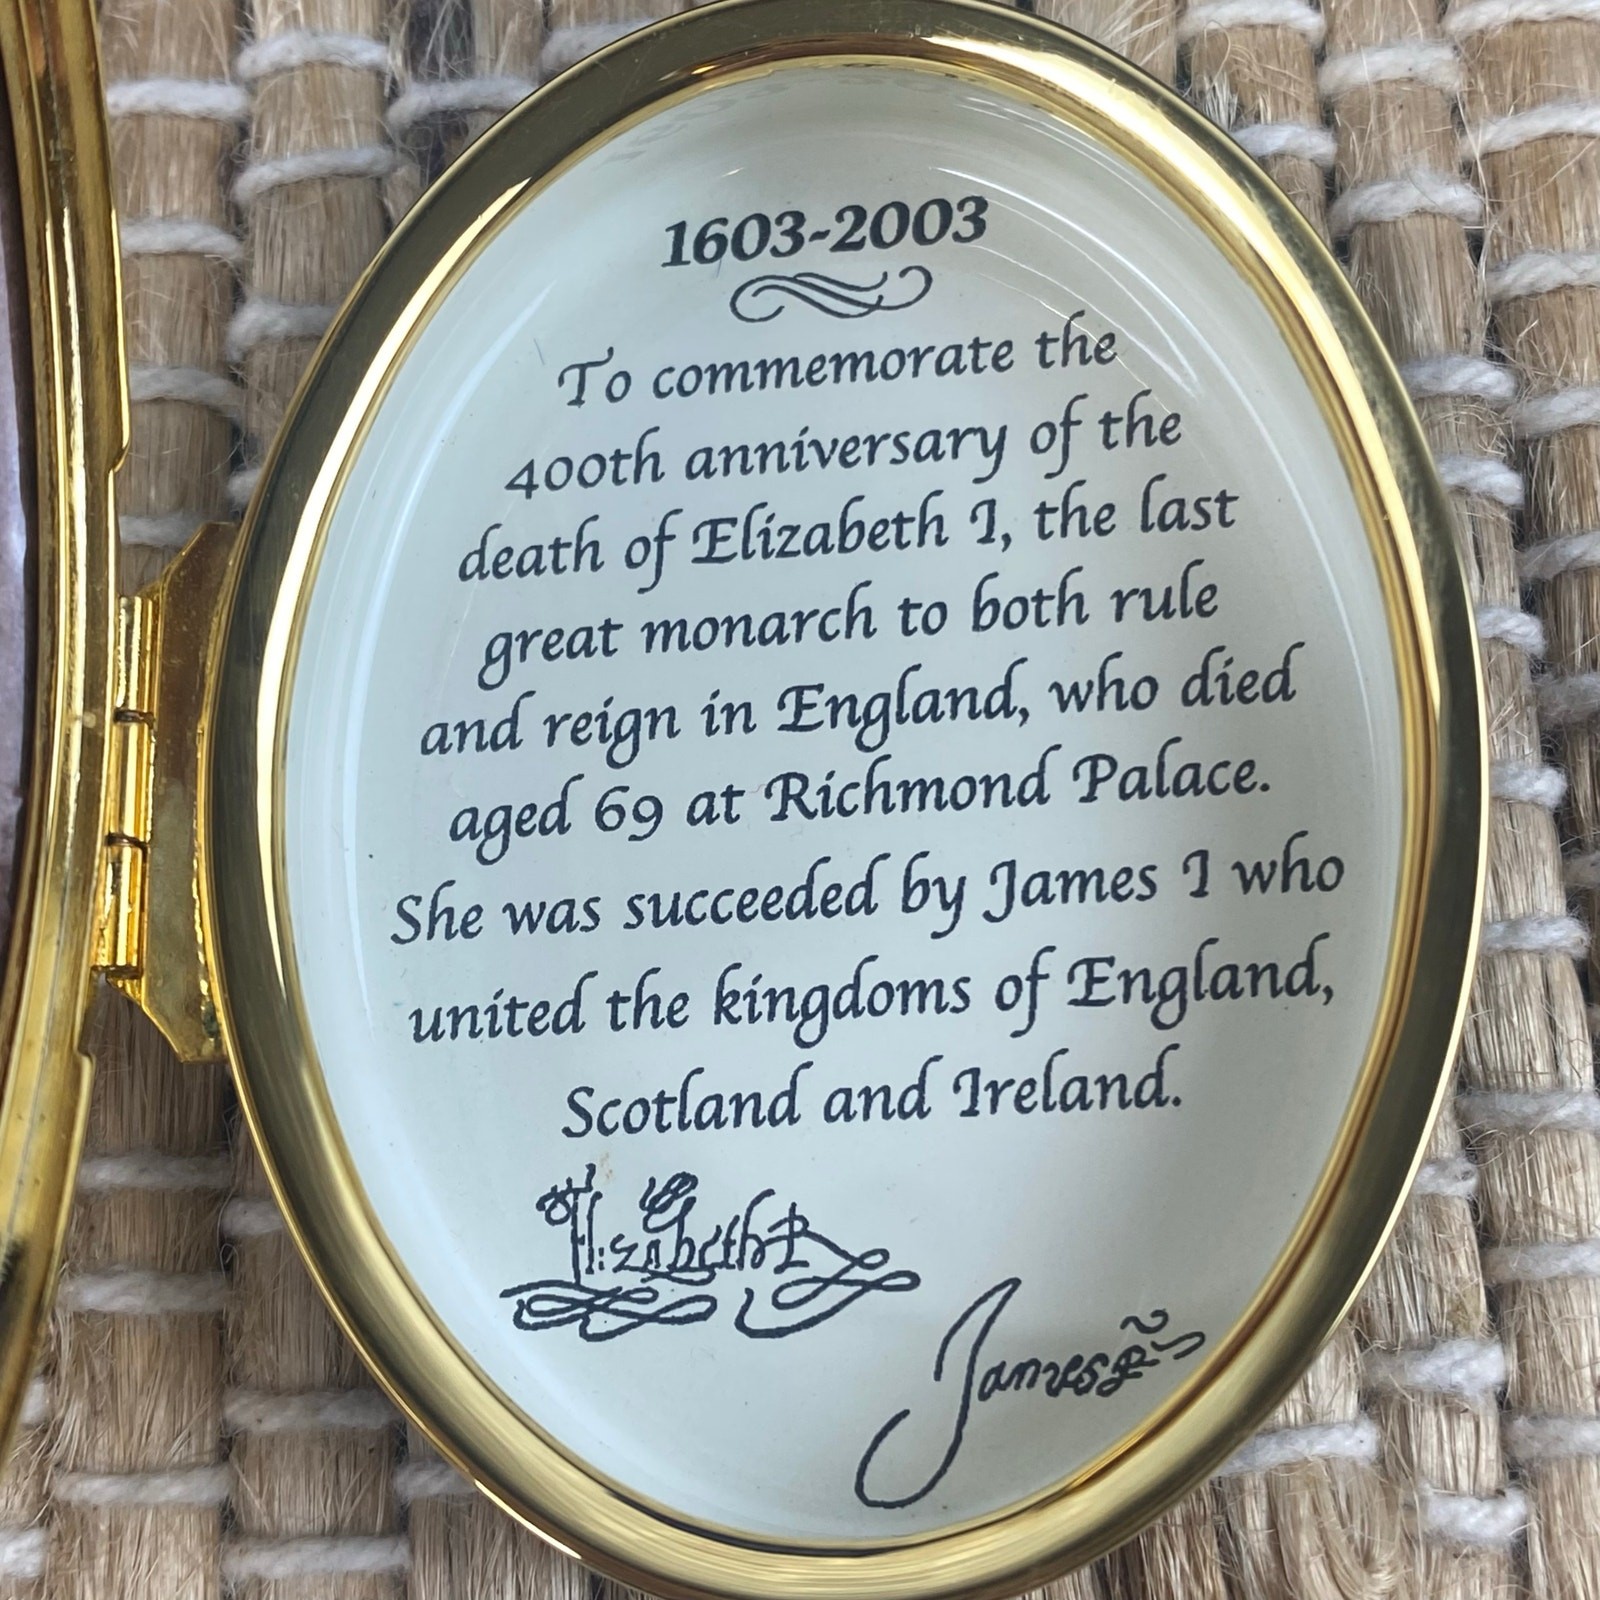 1603-2003
To commemorate the
400th anniversary of the
death of Elizabeth I, the last
great monarch to both rule
and reign in England, who died
aged 69 at Richmond Palace.
She was succeeded by James I who
united the kingdoms of England,
Scotland and Ireland.
Elizabeth R
James R